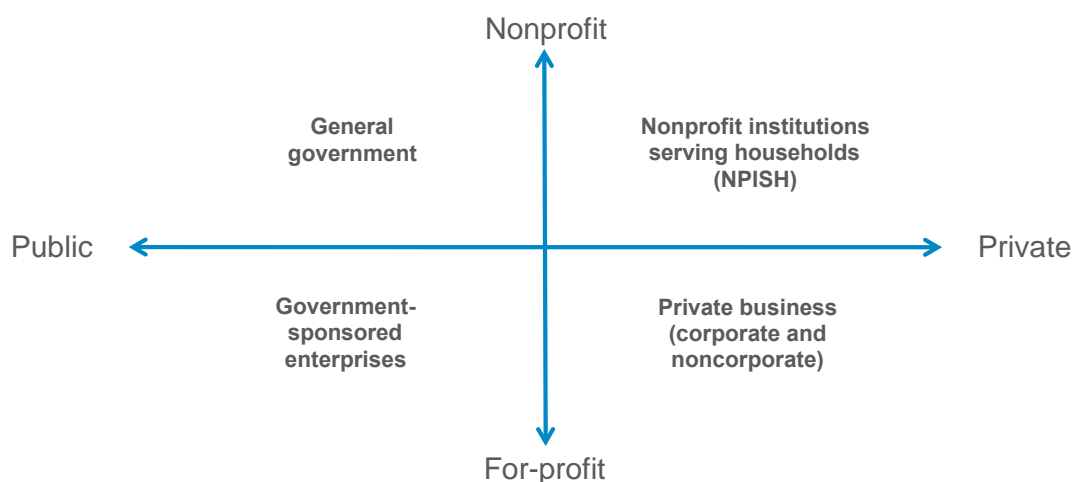 Nonprofit
General
government
Nonprofit institutions
serving households
(NPISH)
Public
Private
Government-
sponsored
enterprises
Private business
(corporate and
noncorporate)
For-profit